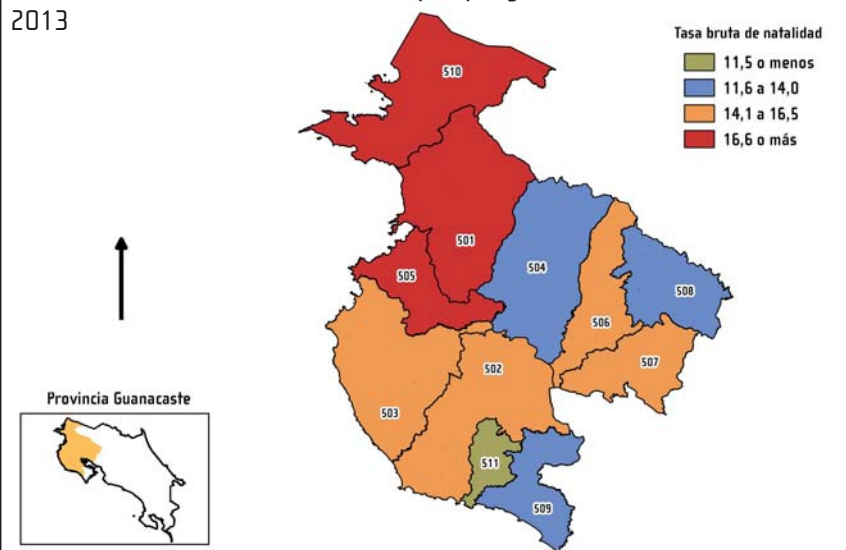 2013
Tasa bruta de natalidad
11,5 o menos
11,6 a 14,0
14,1 a 16,5
16,6 o más
510
501
505
504
508
506
507
502
503
511
509
Provincia Guanacaste